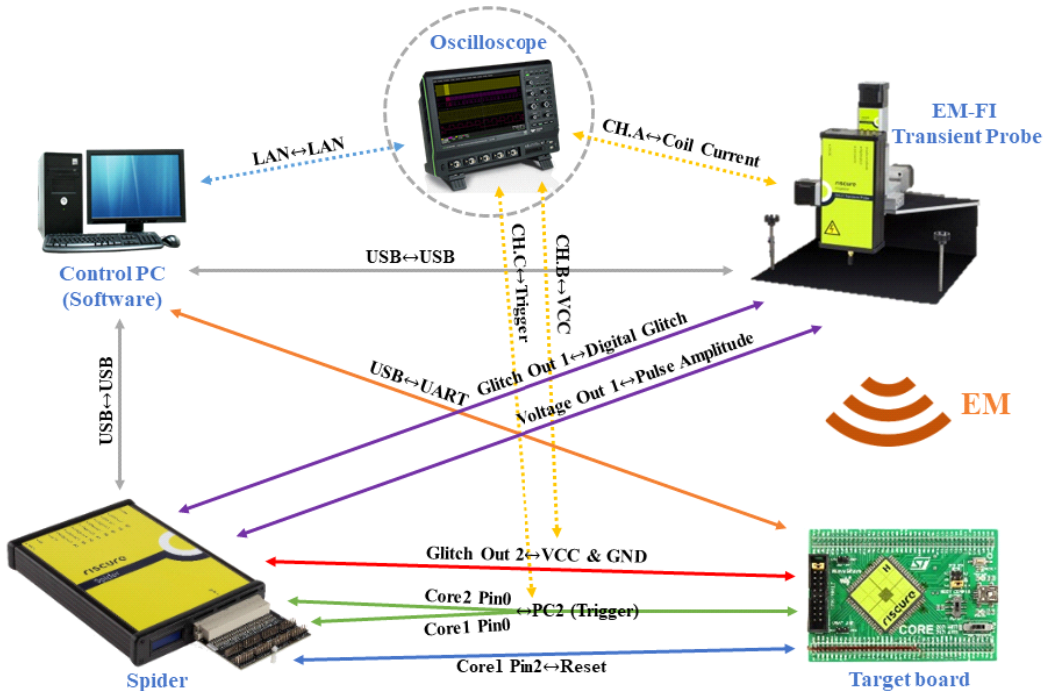 Oscilloscope
EM-FI
Transient Probe
LAN↔LAN
CH.A↔Coil Current
riscure
Control PC
(Software)
USB↔USB
CH.C↔Trigger
CH.B↔VCC
USB↔USB
USB↔UART
Glitch Out 1↔Digital Glitch
Voltage Out 1↔Pulse Amplitude
EM
riscure
Spider
Glitch Out 2↔VCC & GND
Core2 Pin0
↔PC2 (Trigger)
Core1 Pin0
Core1 Pin2↔Reset
N
riscure
CORE
Spider
Target board